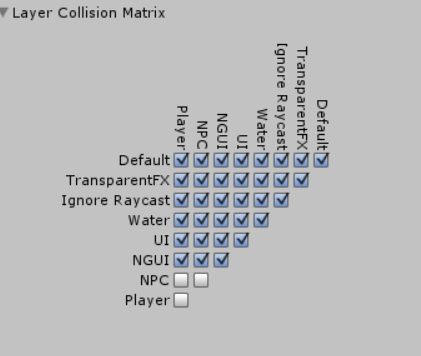 Layer Collision Matrix
Player
NPC
NGUI
UI
Water
Ignore Raycast
TransparentFX
Default
Default
TransparentFX
Ignore Raycast
Water
UI
NGUI
NPC
Player